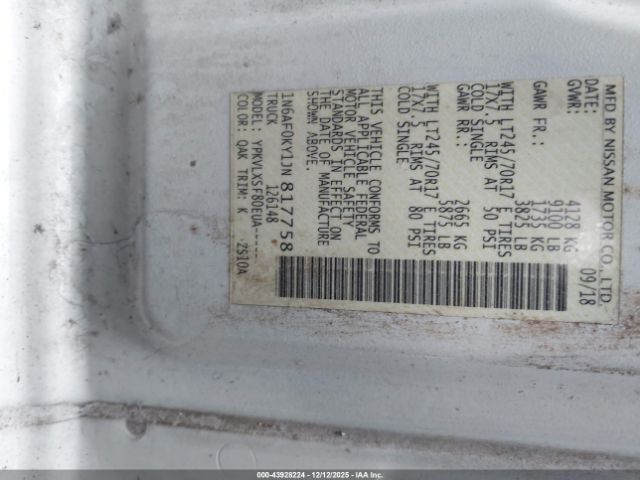 MFD BY NISSAN MOTOR CO., LTD.
DATE: 09/18
GVWR: 4128 KG
9100 LB
GAWR FR.: 1735 KG
3825 LB
WITH LT245/70R17 E TIRES
17X7.5 RIMS AT 50 PSI
COLD SINGLE
GAWR RR.: 2665 KG
5875 LB
WITH LT245/70R17 E TIRES
17X7.5 RIMS AT 80 PSI
COLD SINGLE
THIS VEHICLE CONFORMS TO
ALL APPLICABLE FEDERAL
MOTOR VEHICLE SAFETY
STANDARDS IN EFFECT ON
THE DATE OF MANUFACTURE
SHOWN ABOVE.
1N6AF0KY1JN817758
TRUCK 126148
MODEL: YPKVLXSF80EUA-----
COLOR: QAK TRIM: K -2S10A
000-43928224 - 12/12/2025 - IAA Inc.